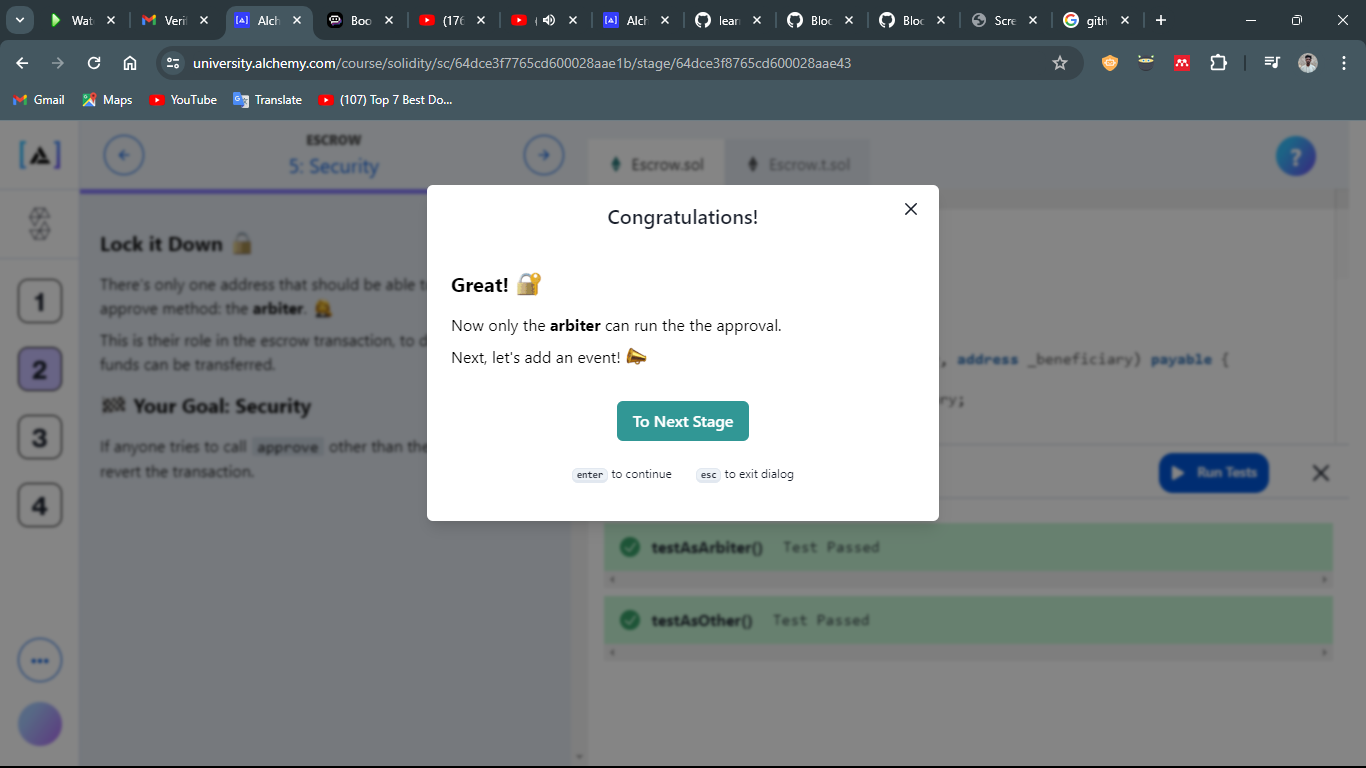 Wat
Veri
Alch
Boo
(176
(
Alch
lear
Bloc
Bloc
Scre
gith
university.alchemy.com/course/solidity/sc/64dce3f7765cd600028aae1b/stage/64dce3f8765cd600028aae43
Gmail
Maps
YouTube
Translate
(107) Top 7 Best Do...
ESCROW
5: Security
Escrow.sol
Escrow.t.sol
?
1
2
3
4
Lock it Down
There's only one address that should be able t
approve method: the arbiter.
This is their role in the escrow transaction, to d
funds can be transferred.
Your Goal: Security
If anyone tries to call approve other than the
revert the transaction.
Congratulations!
Great!
Now only the arbiter can run the the approval.
Next, let's add an event!
To Next Stage
enter to continue
esc to exit dialog
, address _beneficiary) payable {
ry;
Run Tests
testAsArbiter() Test Passed
testAsOther() Test Passed